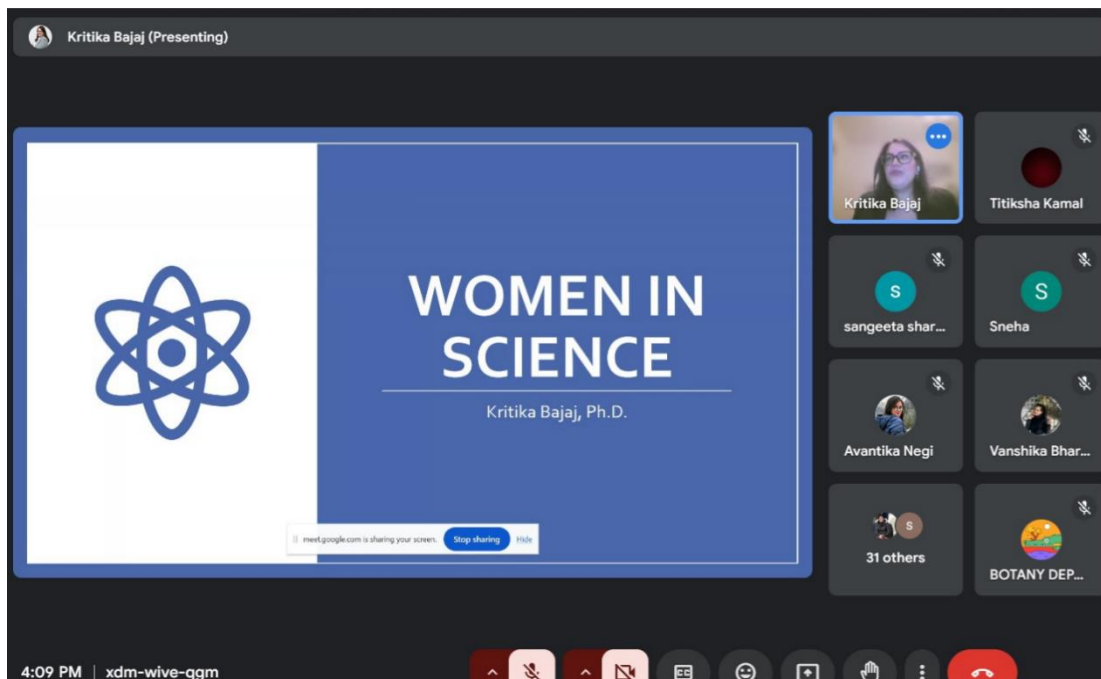 Kritika Bajaj (Presenting)
WOMEN IN
SCIENCE
Kritika Bajaj, Ph.D.
meet.google.com is sharing your screen.
Stop sharing
Hide
Kritika Bajaj
Titiksha Kamal
s
sangeeta shar...
S
Sneha
Avantika Negi
Vanshika Bhar...
s
31 others
BOTANY DEP...
4:09 PM | xdm-wive-qgm
CC